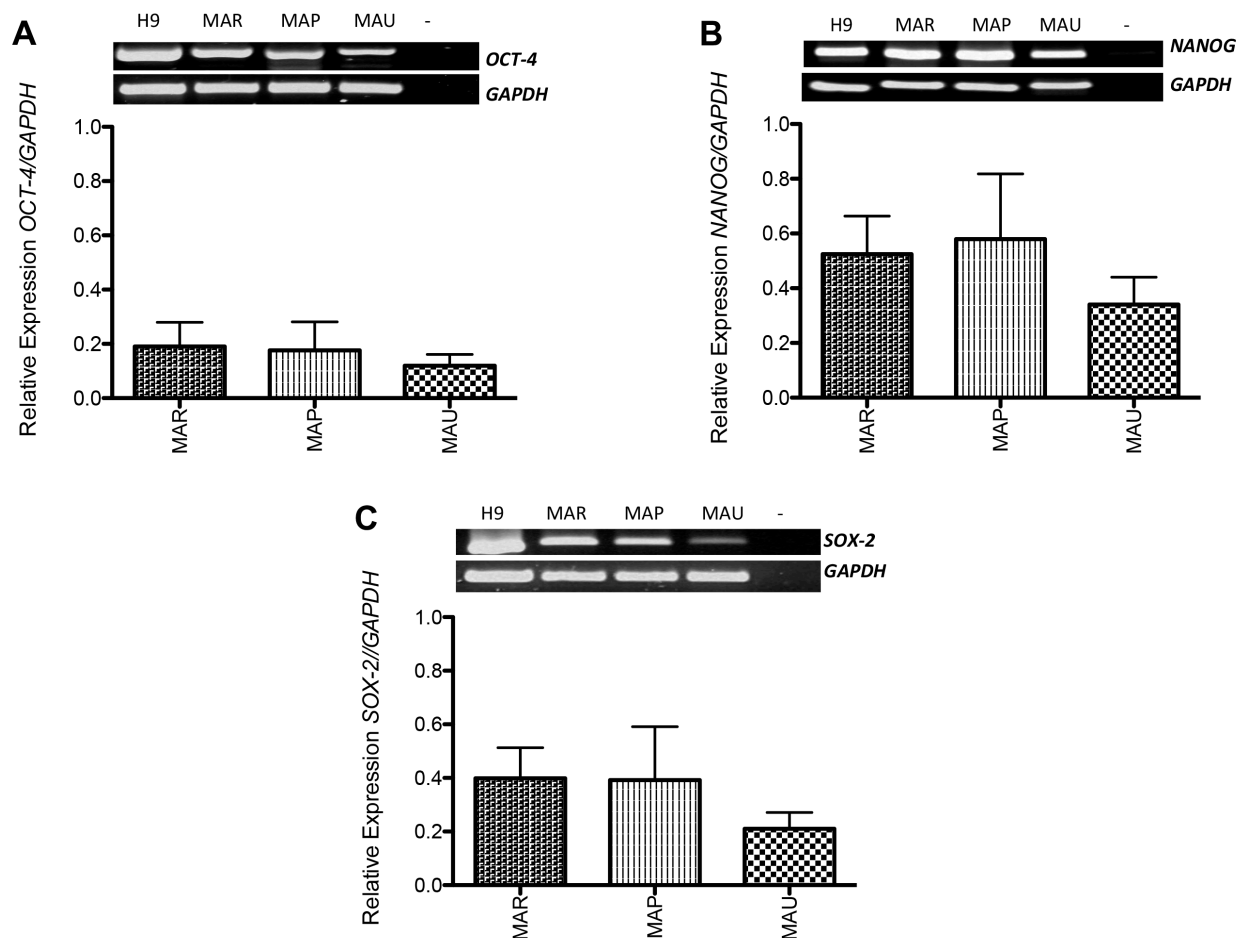 A
H9 MAR MAP MAU -
OCT-4
GAPDH
Relative Expression OCT-4/GAPDH
1.0
0.8
0.6
0.4
0.2
0.0
MAR MAP MAU
B
H9 MAR MAP MAU -
NANOG
GAPDH
Relative Expression NANOG/GAPDH
1.0
0.8
0.6
0.4
0.2
0.0
MAR MAP MAU
C
H9 MAR MAP MAU -
SOX-2
GAPDH
Relative Expression SOX-2//GAPDH
1.0
0.8
0.6
0.4
0.2
0.0
MAR MAP MAU